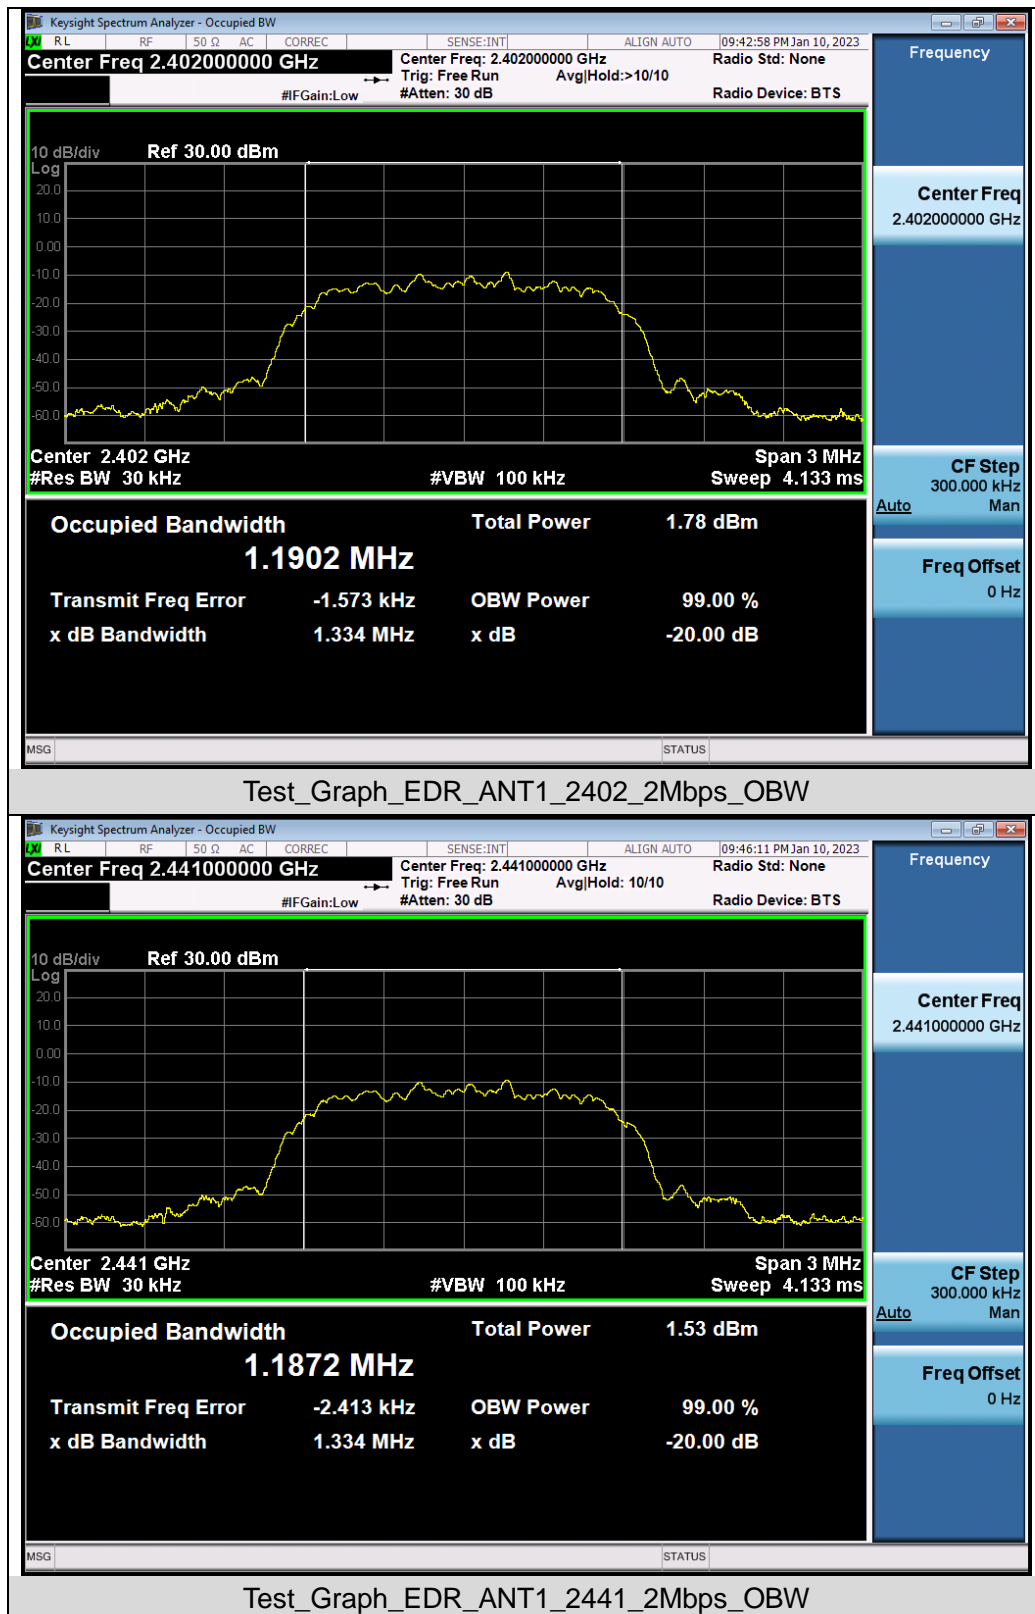 Keysight Spectrum Analyzer - Occupied BW
LXI RL RF 50 Ω AC CORREC SENSE:INT ALIGN AUTO 09:42:58 PM Jan 10, 2023
Center Freq 2.402000000 GHz
Center Freq: 2.402000000 GHz
Radio Std: None
Trig: Free Run Avg|Hold:>10/10
#IFGain:Low
#Atten: 30 dB
Radio Device: BTS
Frequency
10 dB/div Ref 30.00 dBm
Log
20.0
10.0
0.00
-10.0
-20.0
-30.0
-40.0
-50.0
-60.0
Center Freq
2.402000000 GHz
Center 2.402 GHz Span 3 MHz
#Res BW 30 kHz #VBW 100 kHz Sweep 4.133 ms
CF Step
300.000 kHz
Auto Man
Occupied Bandwidth Total Power 1.78 dBm
1.1902 MHz
Freq Offset
0 Hz
Transmit Freq Error -1.573 kHz OBW Power 99.00 %
x dB Bandwidth 1.334 MHz x dB -20.00 dB
MSG STATUS
Test_Graph_EDR_ANT1_2402_2Mbps_OBW
Keysight Spectrum Analyzer - Occupied BW
LXI RL RF 50 Ω AC CORREC SENSE:INT ALIGN AUTO 09:46:11 PM Jan 10, 2023
Center Freq 2.441000000 GHz
Center Freq: 2.441000000 GHz
Radio Std: None
Trig: Free Run Avg|Hold: 10/10
#IFGain:Low
#Atten: 30 dB
Radio Device: BTS
Frequency
10 dB/div Ref 30.00 dBm
Log
20.0
10.0
0.00
-10.0
-20.0
-30.0
-40.0
-50.0
-60.0
Center Freq
2.441000000 GHz
Center 2.441 GHz Span 3 MHz
#Res BW 30 kHz #VBW 100 kHz Sweep 4.133 ms
CF Step
300.000 kHz
Auto Man
Occupied Bandwidth Total Power 1.53 dBm
1.1872 MHz
Freq Offset
0 Hz
Transmit Freq Error -2.413 kHz OBW Power 99.00 %
x dB Bandwidth 1.334 MHz x dB -20.00 dB
MSG STATUS
Test_Graph_EDR_ANT1_2441_2Mbps_OBW